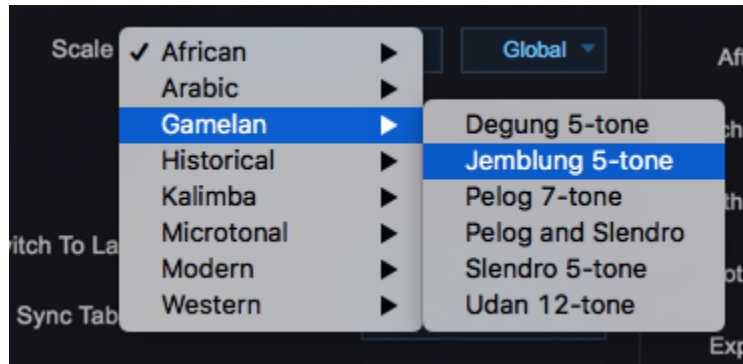 Scale
✓ African
Global
Arabic
Gamelan
Historical
Kalimba
Microtonal
Modern
Western
Degung 5-tone
Jemblung 5-tone
Pelog 7-tone
Pelog and Slendro
Slendro 5-tone
Udan 12-tone
Sync Tab